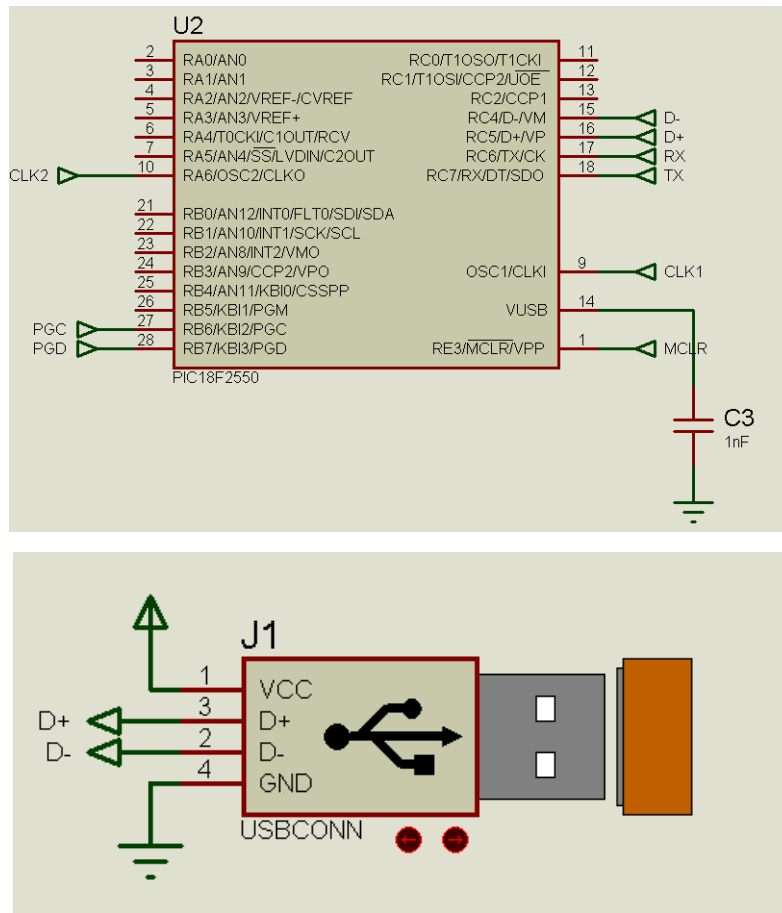 U2
2 RA0/AN0 RC0/T1OSO/T1CKI 11
3 RA1/AN1 RC1/T1OSI/CCP2/UOE 12
4 RA2/AN2/VREF-/CVREF RC2/CCP1 13
5 RA3/AN3/VREF+ RC4/D-/VM 15 D-
6 RA4/T0CKI/C1OUT/RCV RC5/D+/VP 16 D+
7 RA5/AN4/SS/LVDIN/C2OUT RC6/TX/CK 17 RX
CLK2 10 RA6/OSC2/CLKO RC7/RX/DT/SDO 18 TX
21 RB0/AN12/INT0/FLT0/SDI/SDA
22 RB1/AN10/INT1/SCK/SCL
23 RB2/AN8/INT2/VMO
24 RB3/AN9/CCP2/VPO OSC1/CLKI 9 CLK1
25 RB4/AN11/KBI0/CSSPP
26 RB5/KBI1/PGM VUSB 14
PGC 27 RB6/KBI2/PGC
PGD 28 RB7/KBI3/PGD RE3/MCLR/VPP 1 MCLR
PIC18F2550
C3
1nF
J1
1 VCC
D+ 3 D+
D- 2 D-
4 GND
USBCONN